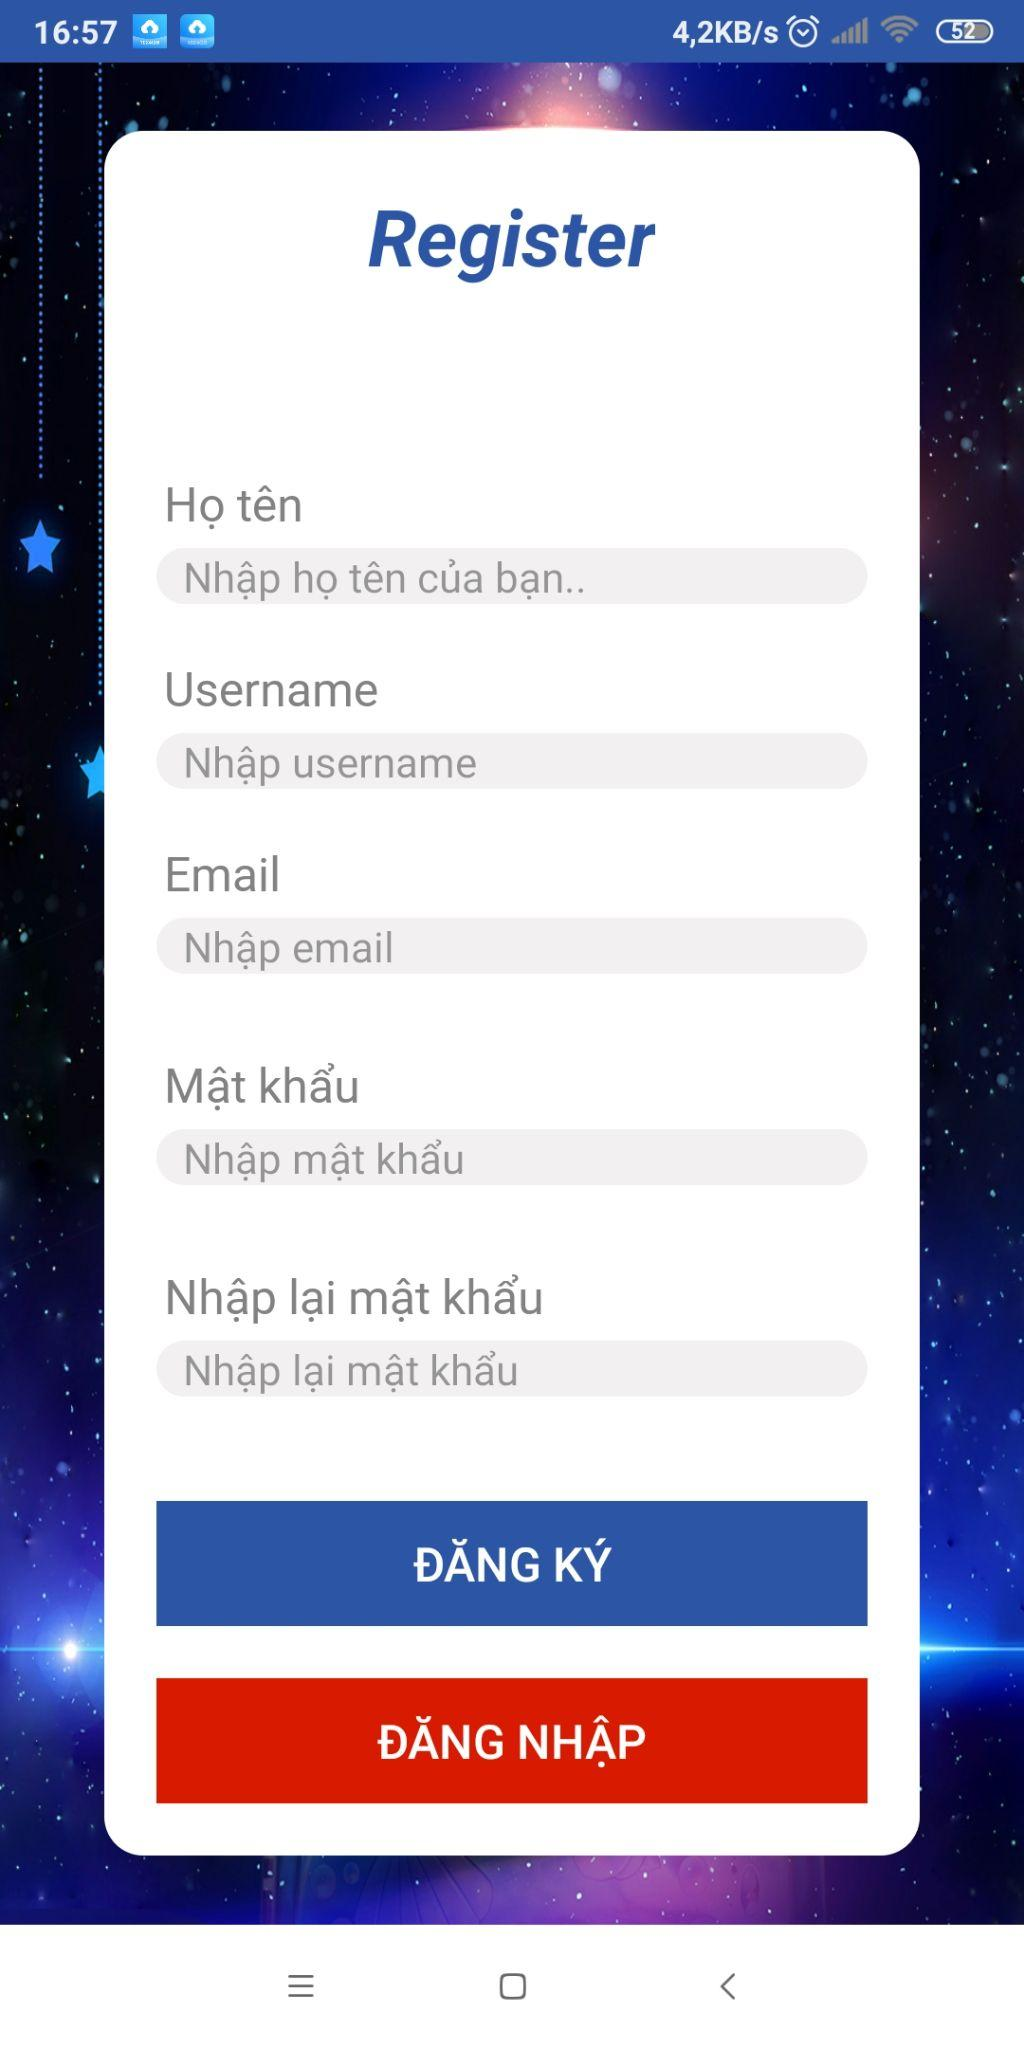 16:57
4,2KB/s
52
Register
Họ tên
Nhập họ tên của bạn..
Username
Nhập username
Email
Nhập email
Mật khẩu
Nhập mật khẩu
Nhập lại mật khẩu
Nhập lại mật khẩu
ĐĂNG KÝ
ĐĂNG NHẬP